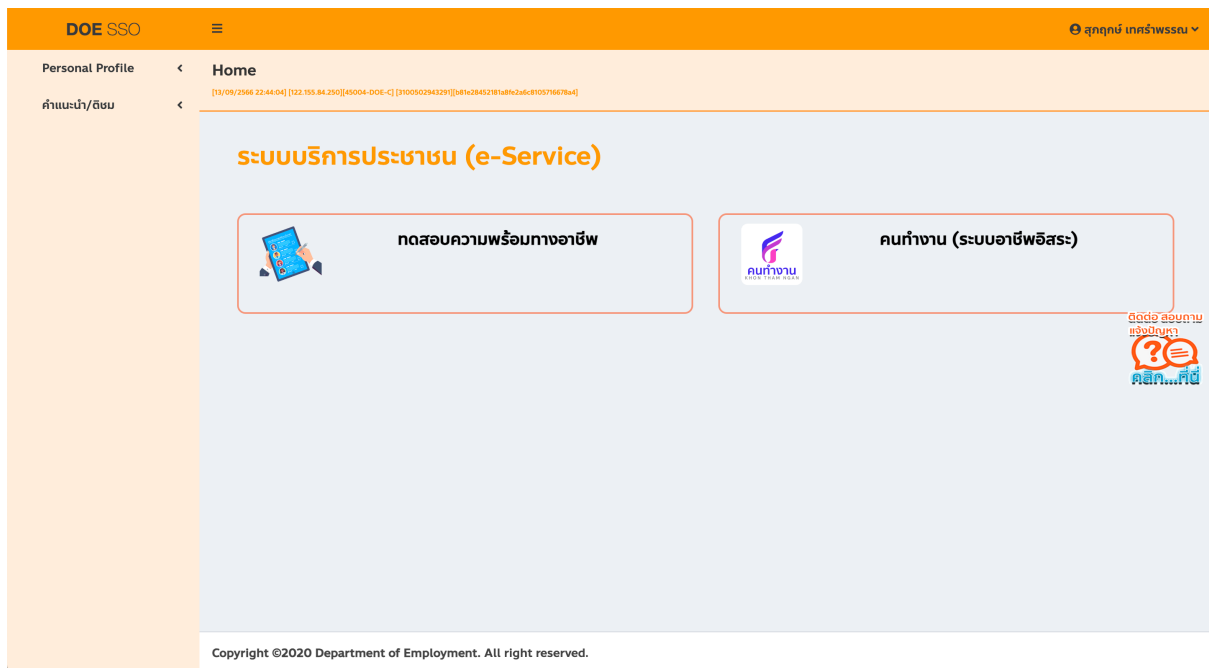 DOE SSO
สุภฤกษ์ เทศรำพรรณ
Personal Profile
คำแนะนำ/ติชม
Home
[13/09/2566 22:44:04] [122.155.84.250][45004-DOE-C] [3100502943291][b81e28452181a8fe2a6c8105716678a4]
ระบบบริการประชาชน (e-Service)
ทดสอบความพร้อมทางอาชีพ
คนทำงาน (ระบบอาชีพอิสระ)
คนทำงาน
KHON THAM NGAN
ติดต่อ สอบถาม
แจ้งปัญหา
คลิก...ที่นี่
Copyright ©2020 Department of Employment. All right reserved.